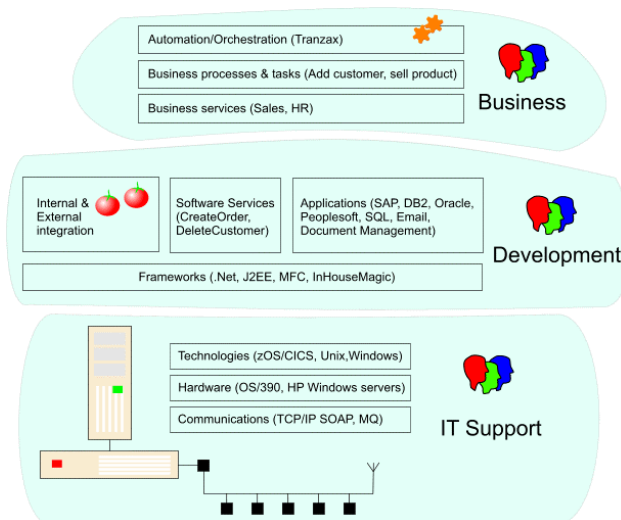 Automation/Orchestration (Tranzax)
Business processes & tasks (Add customer, sell product)
Business services (Sales, HR)
Business
Internal &
External
integration
Software Services
(CreateOrder,
DeleteCustomer)
Applications (SAP, DB2, Oracle,
Peoplesoft, SQL, Email,
Document Management)
Development
Frameworks (.Net, J2EE, MFC, InHouseMagic)
Technologies (zOS/CICS, Unix,Windows)
Hardware (OS/390, HP Windows servers)
Communications (TCP/IP SOAP, MQ)
IT Support